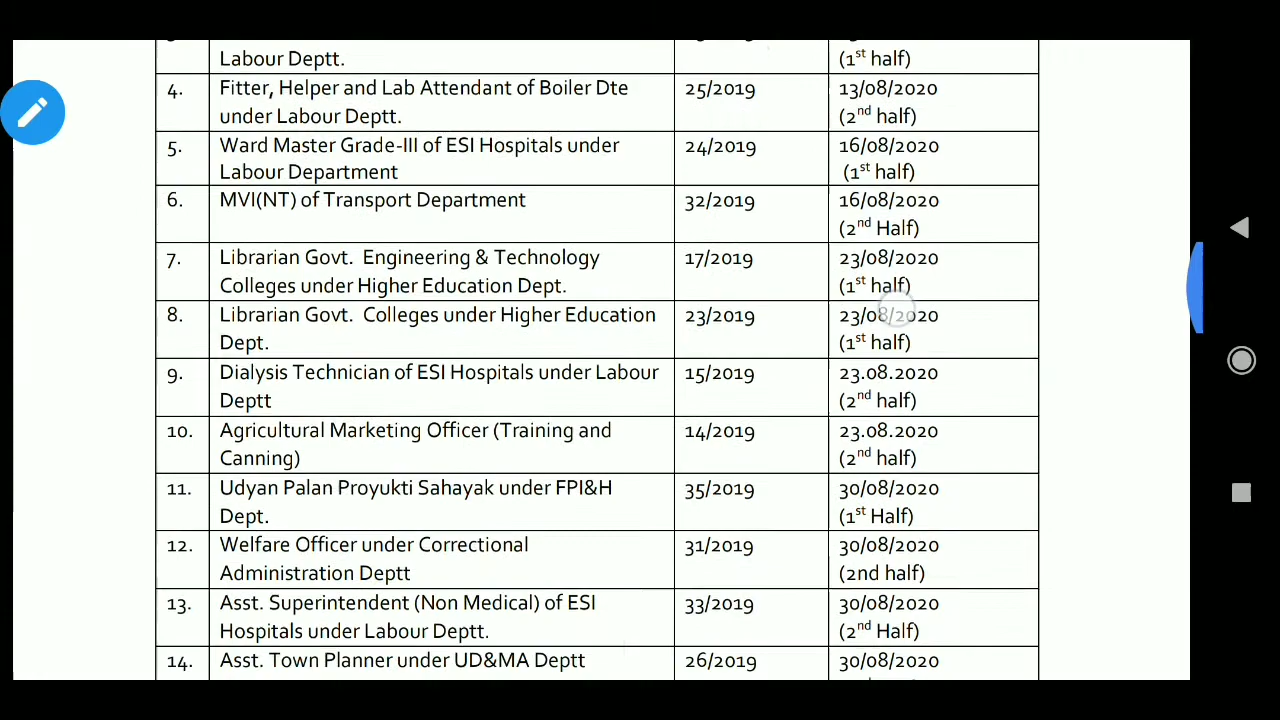 Labour Deptt. (1st half)
4. Fitter, Helper and Lab Attendant of Boiler Dte 25/2019 13/08/2020
under Labour Deptt. (2nd half)
5. Ward Master Grade-III of ESI Hospitals under 24/2019 16/08/2020
Labour Department (1st half)
6. MVI(NT) of Transport Department 32/2019 16/08/2020
(2nd Half)
7. Librarian Govt. Engineering & Technology 17/2019 23/08/2020
Colleges under Higher Education Dept. (1st half)
8. Librarian Govt. Colleges under Higher Education 23/2019 23/08/2020
Dept. (1st half)
9. Dialysis Technician of ESI Hospitals under Labour 15/2019 23.08.2020
Deptt (2nd half)
10. Agricultural Marketing Officer (Training and 14/2019 23.08.2020
Canning) (2nd half)
11. Udyan Palan Proyukti Sahayak under FPI&H 35/2019 30/08/2020
Dept. (1st Half)
12. Welfare Officer under Correctional 31/2019 30/08/2020
Administration Deptt (2nd half)
13. Asst. Superintendent (Non Medical) of ESI 33/2019 30/08/2020
Hospitals under Labour Deptt. (2nd Half)
14. Asst. Town Planner under UD&MA Deptt 26/2019 30/08/2020